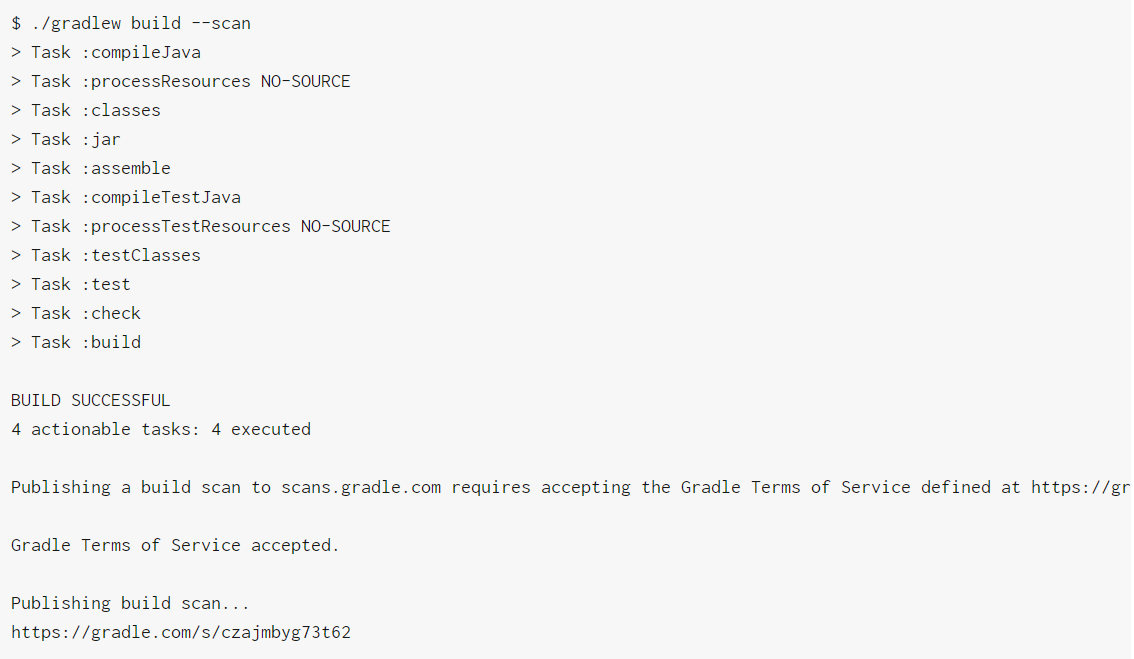 $ ./gradlew build --scan
> Task :compileJava
> Task :processResources NO-SOURCE
> Task :classes
> Task :jar
> Task :assemble
> Task :compileTestJava
> Task :processTestResources NO-SOURCE
> Task :testClasses
> Task :test
> Task :check
> Task :build
BUILD SUCCESSFUL
4 actionable tasks: 4 executed
Publishing a build scan to scans.gradle.com requires accepting the Gradle Terms of Service defined at https://gr
Gradle Terms of Service accepted.
Publishing build scan...
https://gradle.com/s/czajmbyg73t62